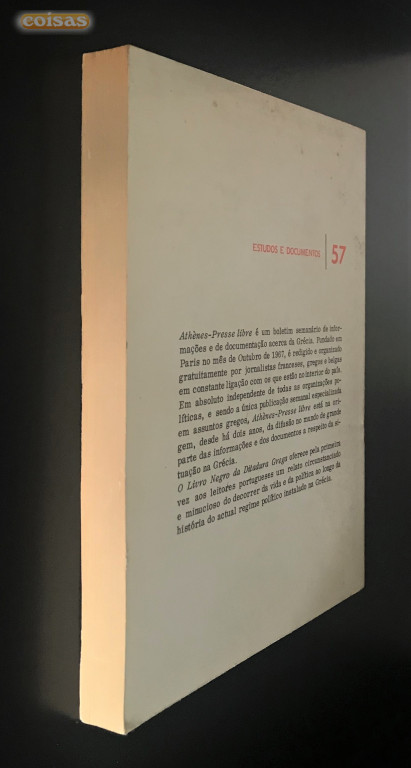 coisas
ESTUDOS E DOCUMENTOS 57
Athènes-Presse libre é um boletim semanário de infor-
mações e de documentação acerca da Grécia. Fundado em
Paris no mês de Outubro de 1967, é redigido e organizado
gratuitamente por jornalistas franceses, gregos e belgas
em constante ligação com os que estão no interior do país.
Em absoluto independente de todas as organizações po-
líticas, e sendo a única publicação semanal especializada
em assuntos gregos, Athènes-Presse libre está na ori-
gem, desde há dois anos, da difusão no mundo de grande
parte das informações e dos documentos a respeito da si-
tuação na Grécia.
O Livro Negro da Ditadura Grega oferece pela primeira
vez aos leitores portugueses um relato circunstanciado
e minucioso do decorrer da vida e da política ao longo da
história do actual regime político instalado na Grécia.